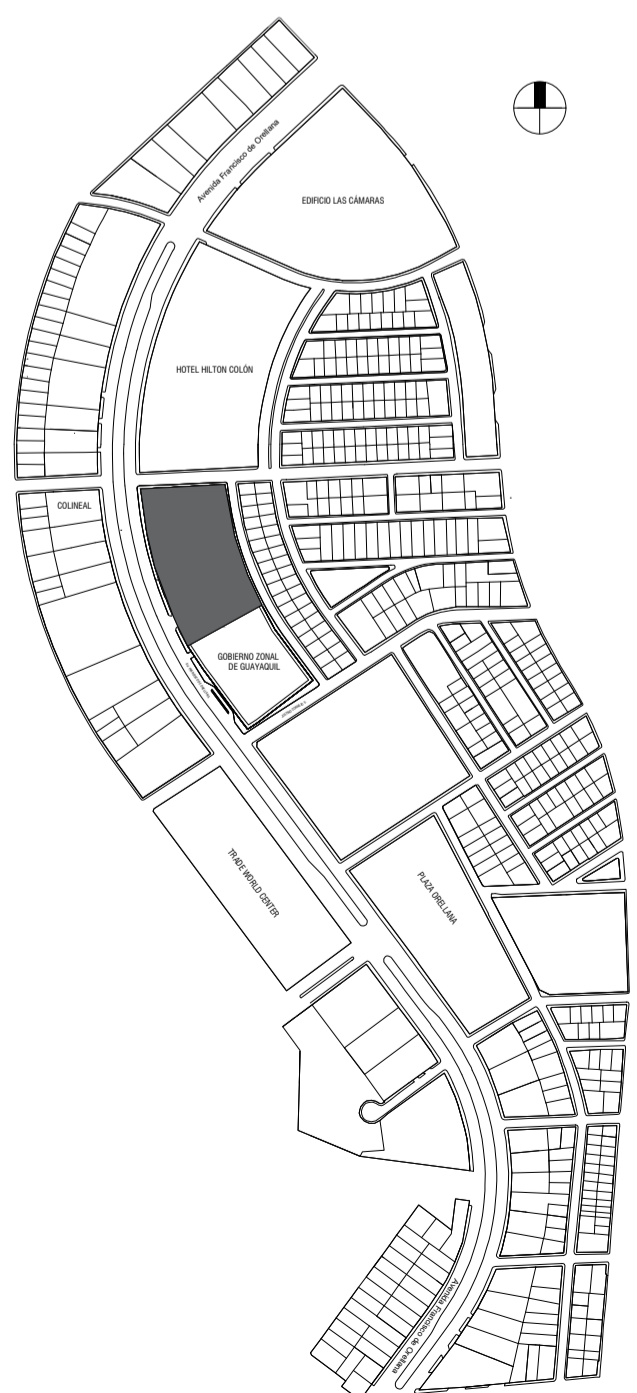 Avenida Francisco de Orellana
EDIFICIO LAS CÁMARAS
HOTEL HILTON COLÓN
COLINEAL
GOBIERNO ZONAL
DE GUAYAQUIL
TRADE WORLD CENTER
PLAZA ORELLANA
Avenida Francisco de Orellana